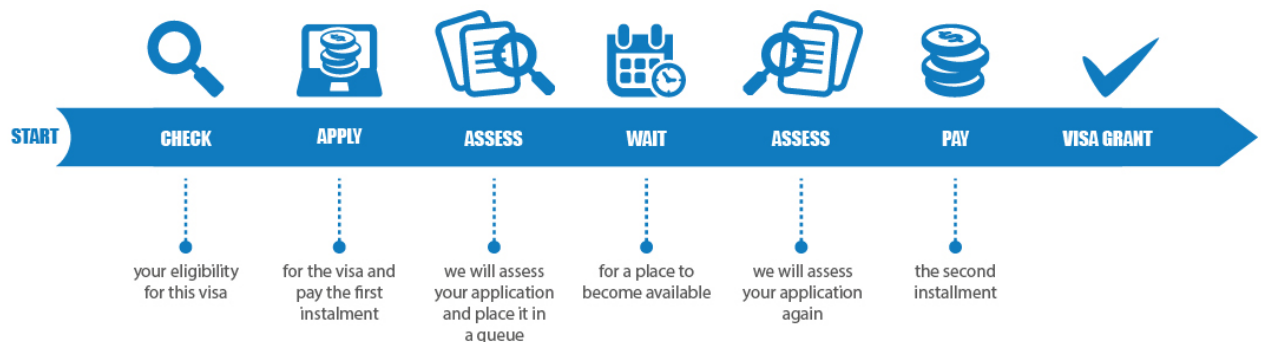 START
CHECK
APPLY
ASSESS
WAIT
ASSESS
PAY
VISA GRANT
your eligibility
for this visa
for the visa and
pay the first
instalment
we will assess
your application
and place it in
a queue
for a place to
become available
we will assess
your application
again
the second
installment